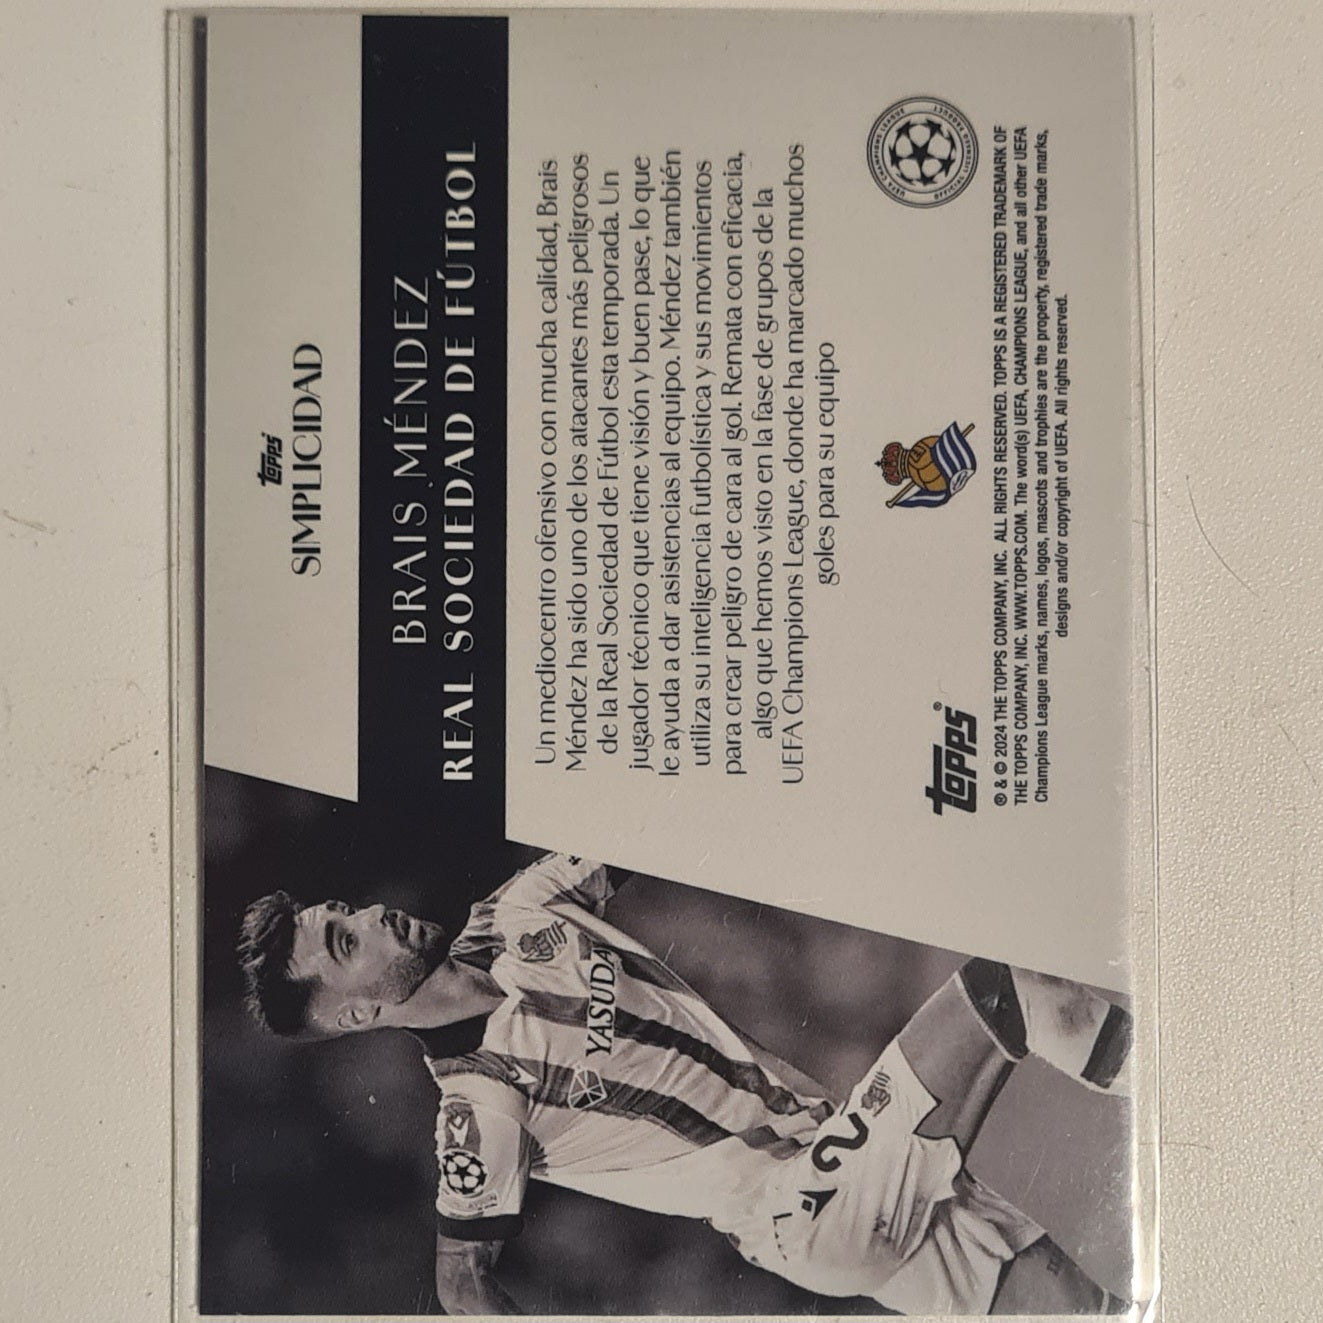 topps
SIMPLICIDAD
BRAIS MÉNDEZ
REAL SOCIEDAD DE FÚTBOL
Un mediocentro ofensivo con mucha calidad, Brais
Méndez ha sido uno de los atacantes más peligrosos
de la Real Sociedad de Fútbol esta temporada. Un
jugador técnico que tiene visión y buen pase, lo que
le ayuda a dar asistencias al equipo. Méndez también
utiliza su inteligencia futbolística y sus movimientos
para crear peligro de cara al gol. Remata con eficacia,
algo que hemos visto en la fase de grupos de la
UEFA Champions League, donde ha marcado muchos
goles para su equipo
YASUDA
2
topps®
UEFA CHAMPIONS LEAGUE
OFFICIAL LICENSED PRODUCT
® & © 2024 THE TOPPS COMPANY, INC. ALL RIGHTS RESERVED. TOPPS IS A REGISTERED TRADEMARK OF
THE TOPPS COMPANY, INC. WWW.TOPPS.COM. The word(s) UEFA, CHAMPIONS LEAGUE, and all other UEFA
Champions League marks, names, logos, mascots and trophies are the property, registered trade marks,
designs and/or copyright of UEFA. All rights reserved.